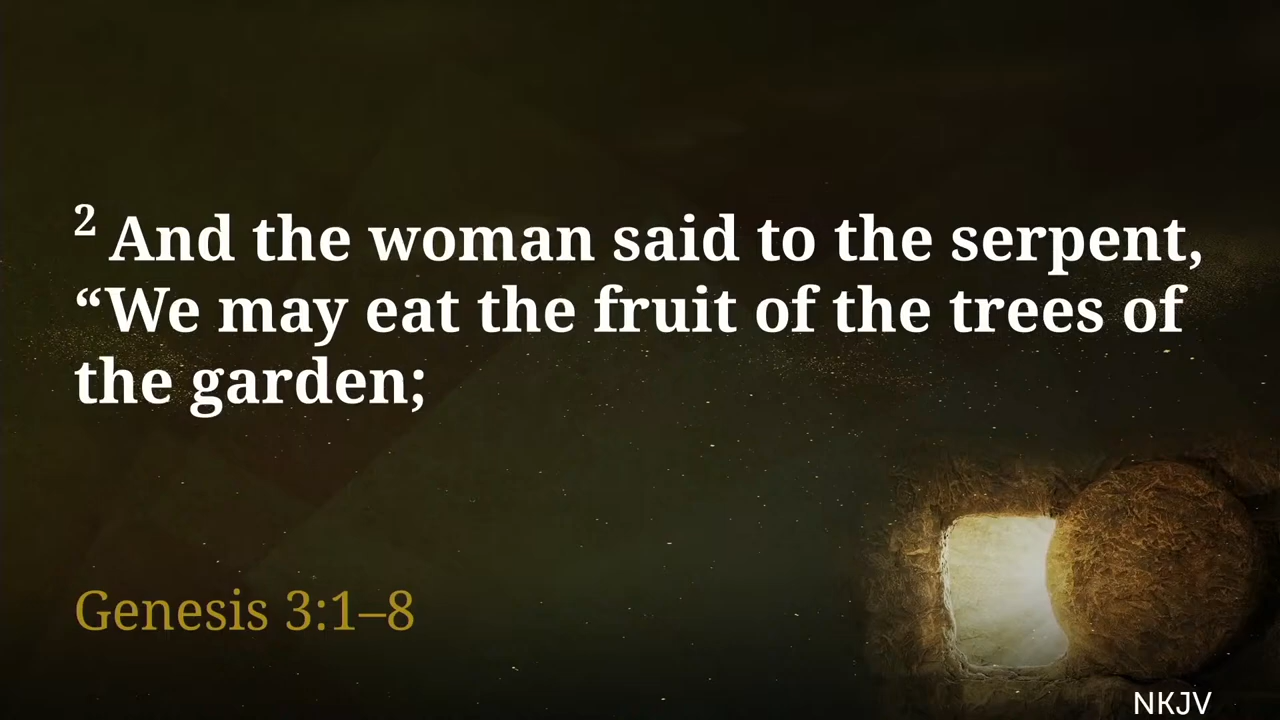 2 And the woman said to the serpent,
“We may eat the fruit of the trees of
the garden;
Genesis 3:1–8
NKJV